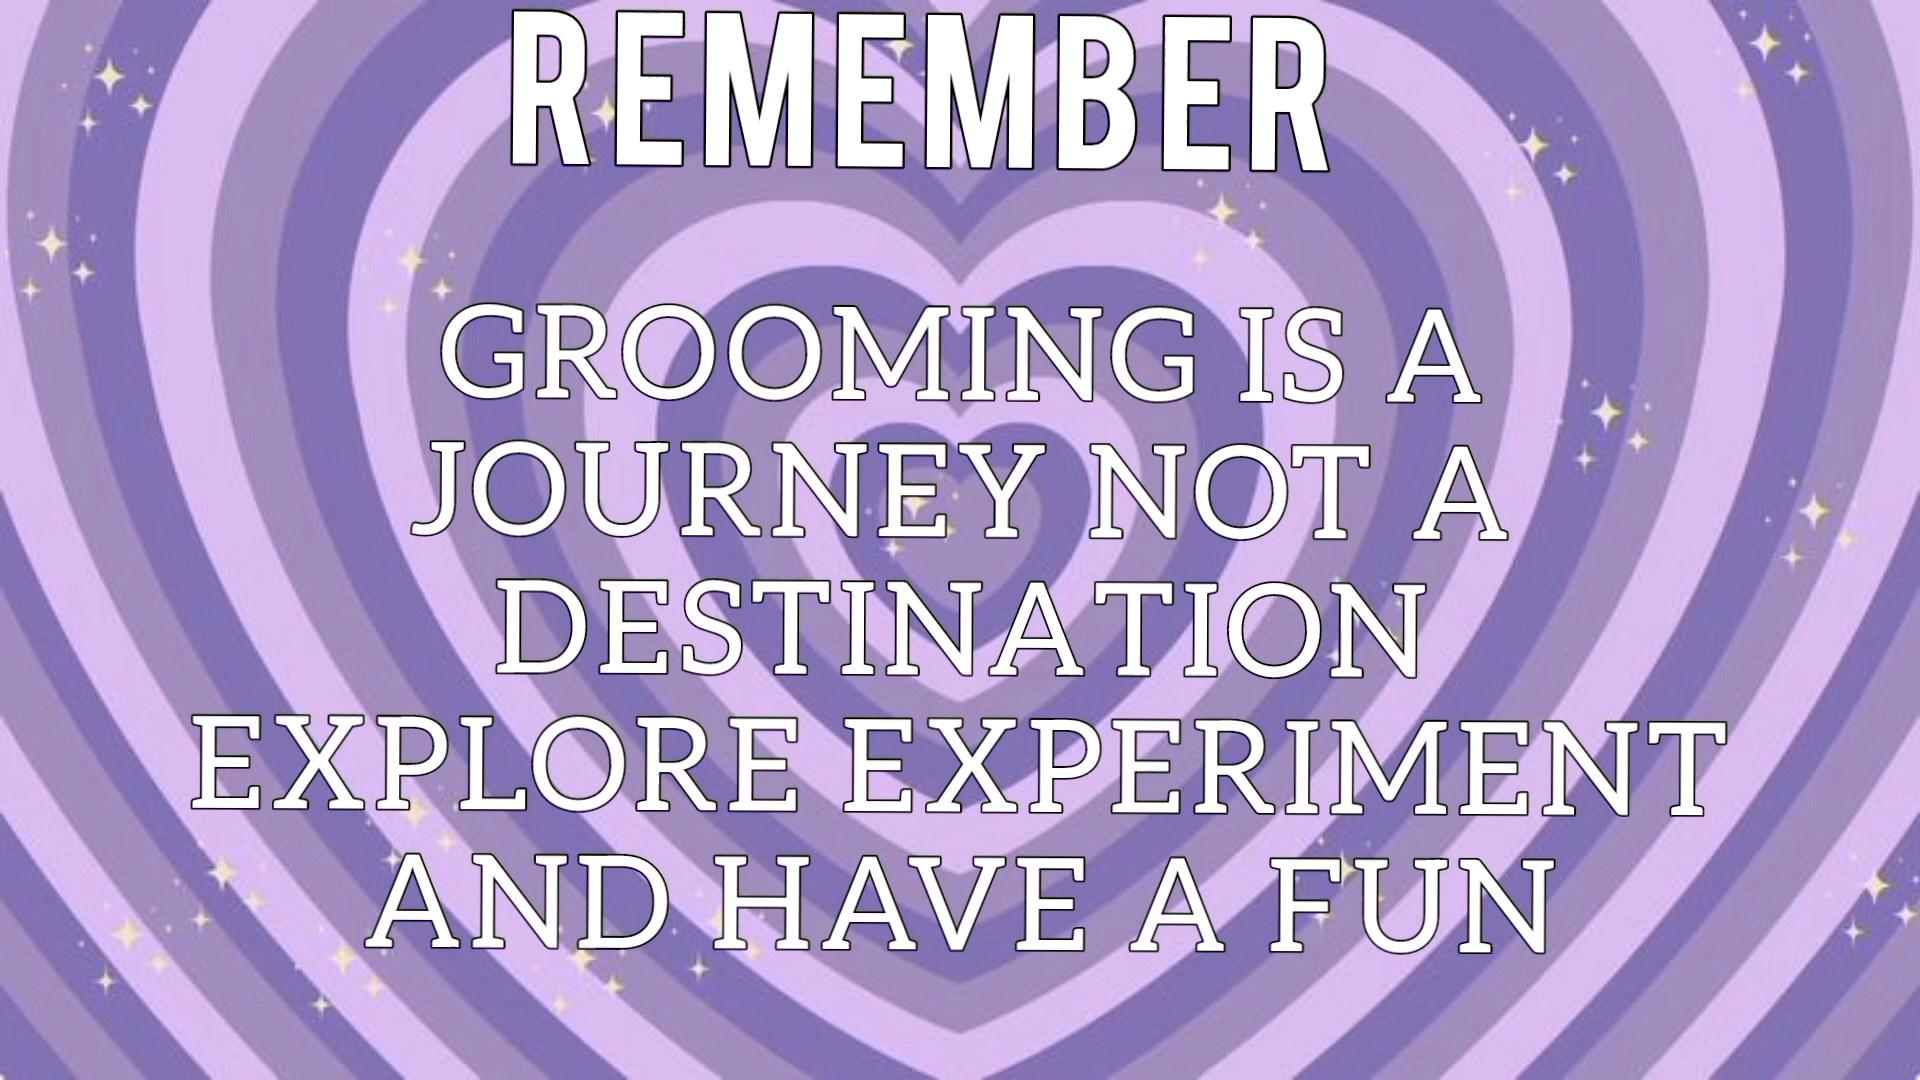 REMEMBER
GROOMING IS A
JOURNEY NOT A
DESTINATION
EXPLORE EXPERIMENT
AND HAVE A FUN